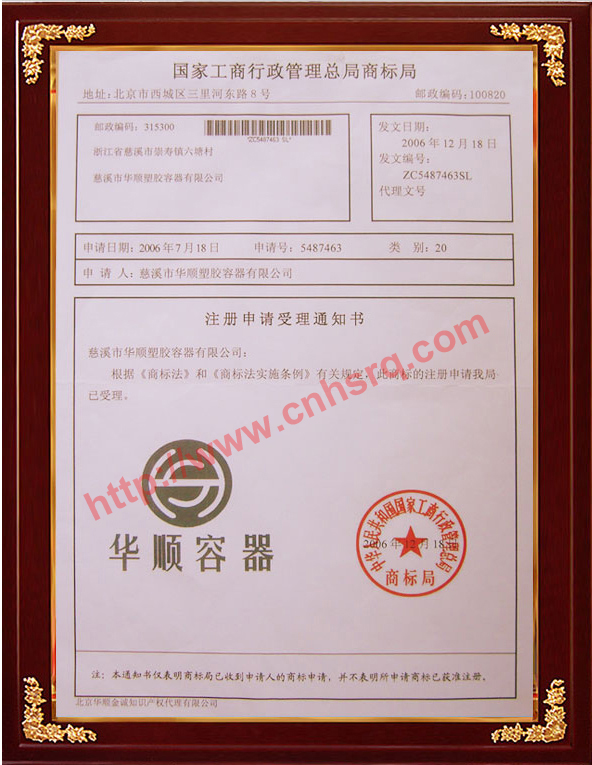 国家工商行政管理总局商标局
地址:北京市西城区三里河东路8号 邮政编码:100820
邮政编码:315300
*ZC5487463 SL*
浙江省慈溪市崇寿镇六塘村
慈溪市华顺塑胶容器有限公司
发文日期:
2006年12月18日
发文编号:
ZC5487463SL
代理文号
申请日期:2006年7月18日 申请号:5487463 类 别:20
申 请 人:慈溪市华顺塑胶容器有限公司
注册申请受理通知书
慈溪市华顺塑胶容器有限公司:
根据《商标法》和《商标法实施条例》有关规定,此商标的注册申请我局
已受理。
http://www.cnhsrq.com
华顺容器
中华人民共和国国家工商行政管理总局
2006年12月18日
商标局
注:本通知书仅表明商标局已收到申请人的商标申请,并不表明所申请商标已获准注册。
北京华顺金诚知识产权代理有限公司